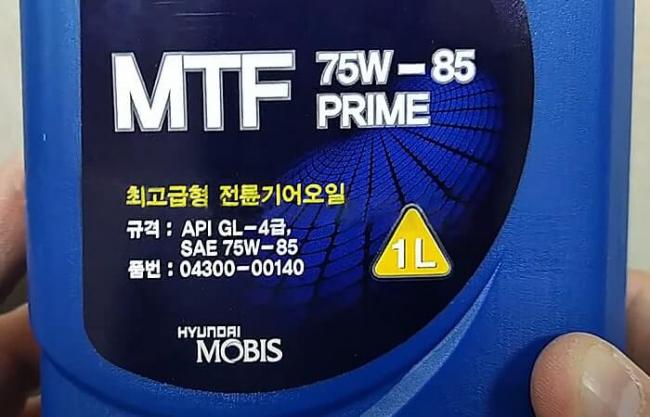 MTF 75W-85
PRIME
최고급형 전륜기어오일
규격 : API GL-4급,
SAE 75W-85
품번 : 04300-00140
1L
HYUNDAI
MOBIS